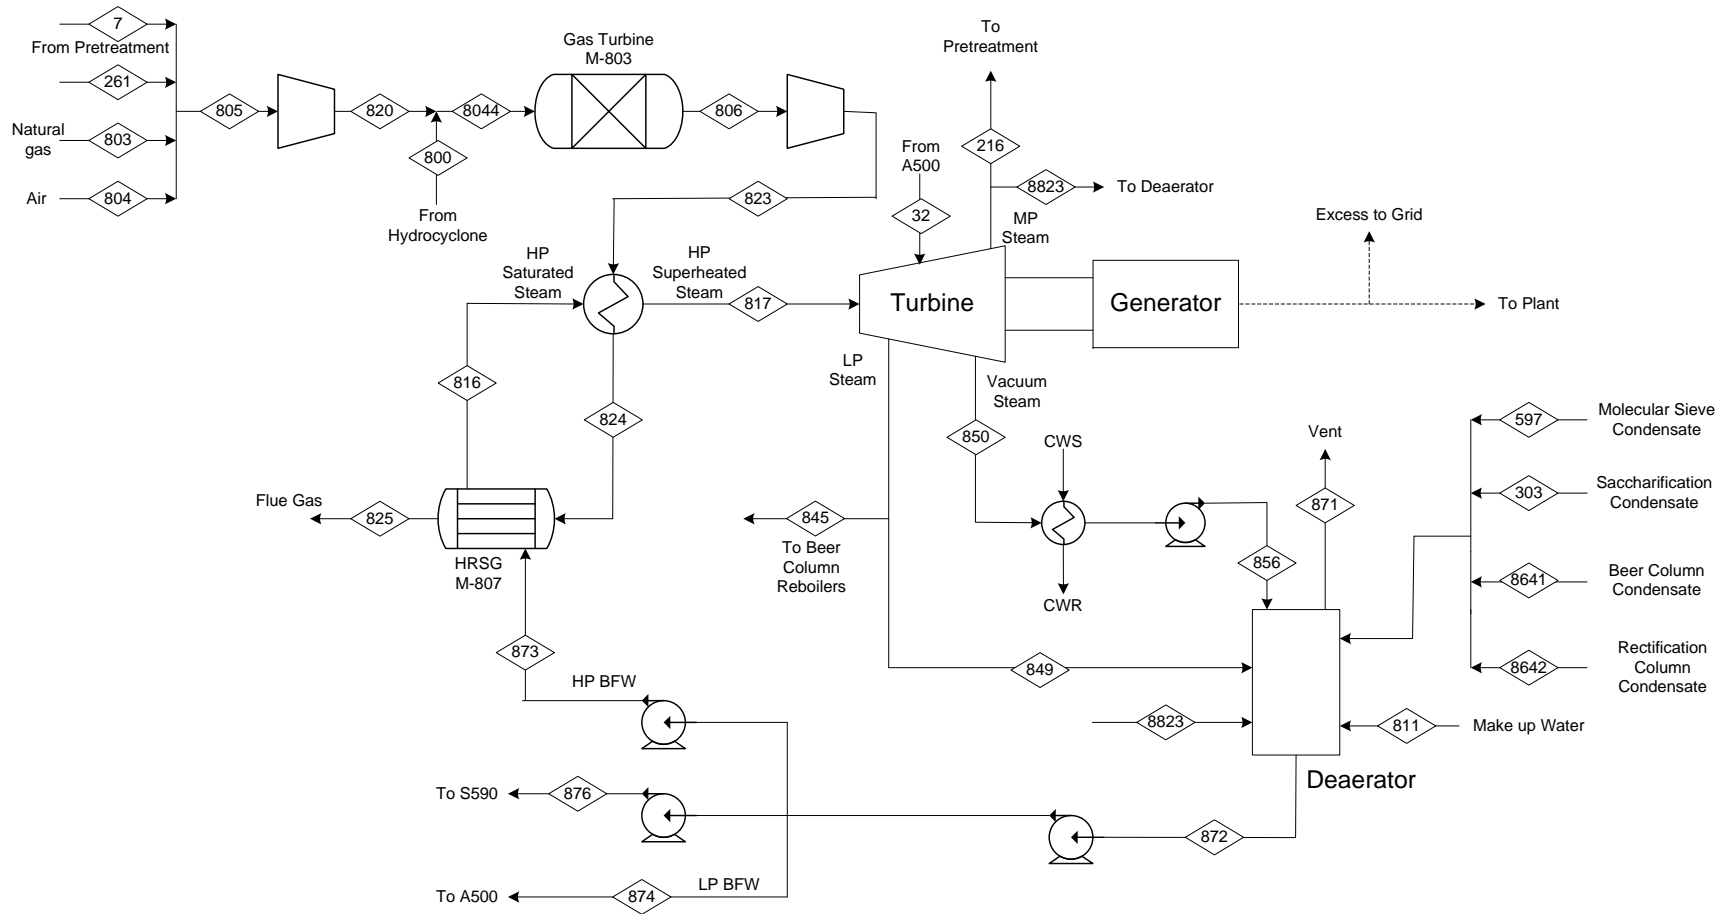 7
From Pretreatment
261
Natural
gas
803
Air
804
805
820
800
From
Hydrocyclone
8044
Gas Turbine
M-803
806
823
HP
Saturated
Steam
HP
Superheated
Steam
817
816
824
Flue Gas
825
HRSG
M-807
873
HP BFW
To S590
876
To A500
874
LP BFW
To
Pretreatment
216
8823
To Deaerator
From
A500
32
MP
Steam
Turbine
Generator
Excess to Grid
To Plant
LP
Steam
Vacuum
Steam
850
CWS
CWR
845
To Beer
Column
Reboilers
856
Vent
871
849
8823
597
Molecular Sieve
Condensate
303
Saccharification
Condensate
8641
Beer Column
Condensate
8642
Rectification
Column
Condensate
811
Make up Water
Deaerator
872